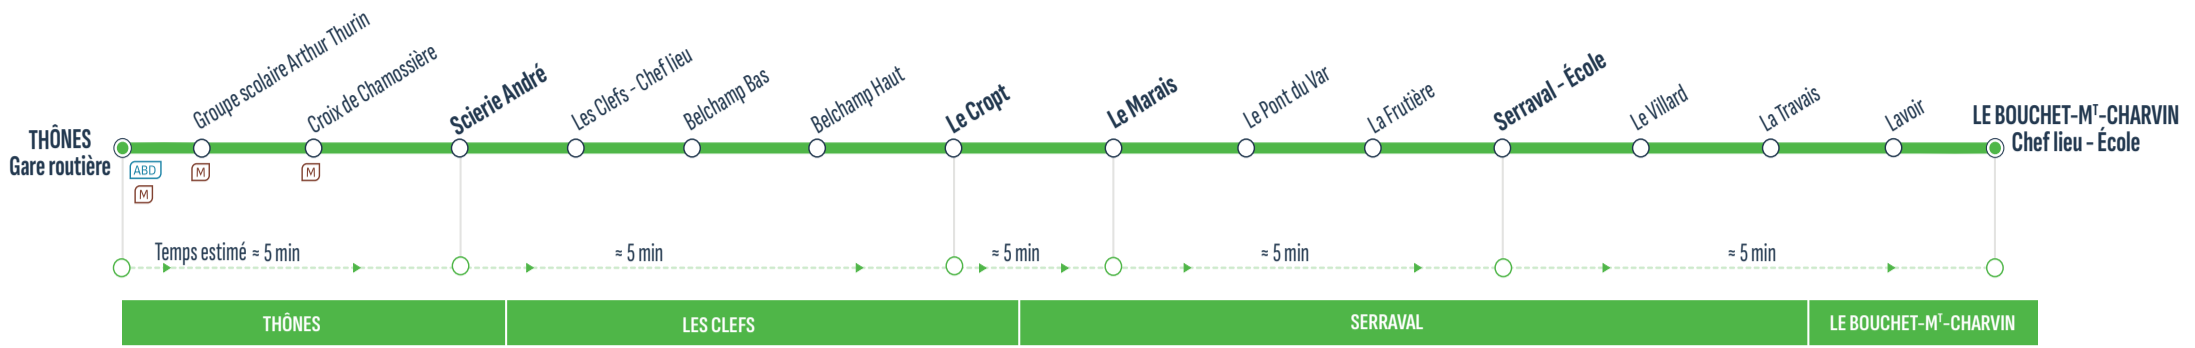 THÔNES
Gare routière
Groupe scolaire Arthur Thurin
Croix de Chamossière
Scierie André
Les Clefs - Chef lieu
Belchamp Bas
Belchamp Haut
Le Cropt
Le Marais
Le Pont du Var
La Frutière
Serraval - École
Le Villard
La Travais
Lavoir
LE BOUCHET-Mᵀ-CHARVIN
Chef lieu - École
ABD
M
M
M
Temps estimé ≈ 5 min
≈ 5 min
≈ 5 min
≈ 5 min
≈ 5 min
THÔNES
LES CLEFS
SERRAVAL
LE BOUCHET-Mᵀ-CHARVIN